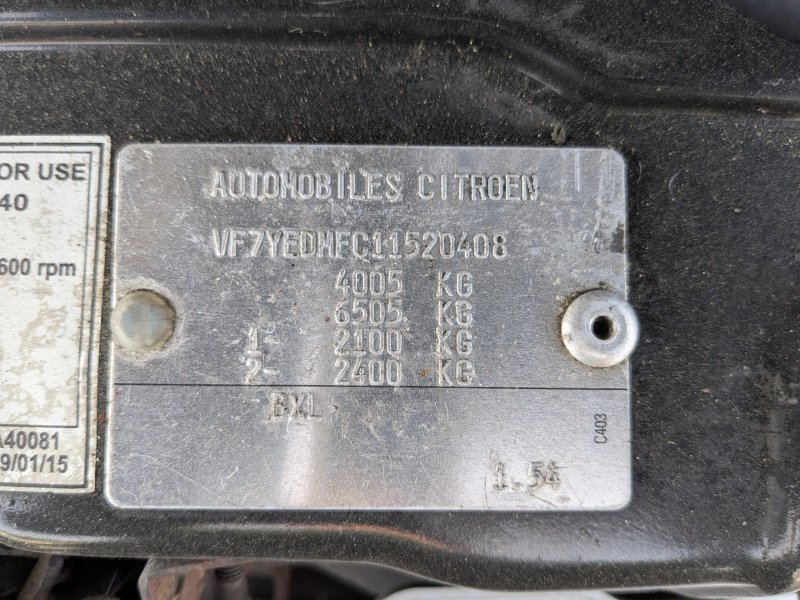 OR USE
40
600 rpm
A40081
9/01/15
AUTOMOBILES CITROEN
VF7YEDMFC11520408
4005 KG
6505 KG
1- 2100 KG
2- 2400 KG
BXL
C403
1.54